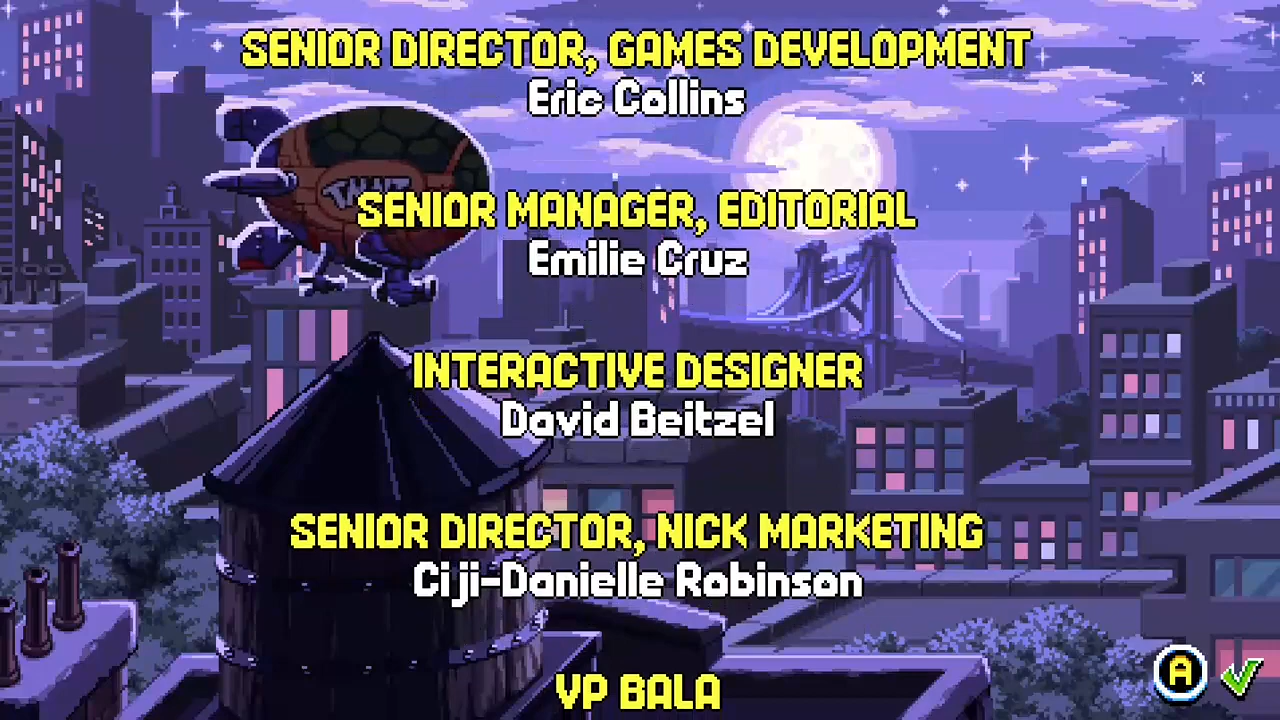 SENIOR DIRECTOR, GAMES DEVELOPMENT
Eric Collins
TMNT
SENIOR MANAGER, EDITORIAL
Emilie Cruz
INTERACTIVE DESIGNER
David Beitzel
SENIOR DIRECTOR, NICK MARKETING
Ciji-Danielle Robinson
VP BALA
A